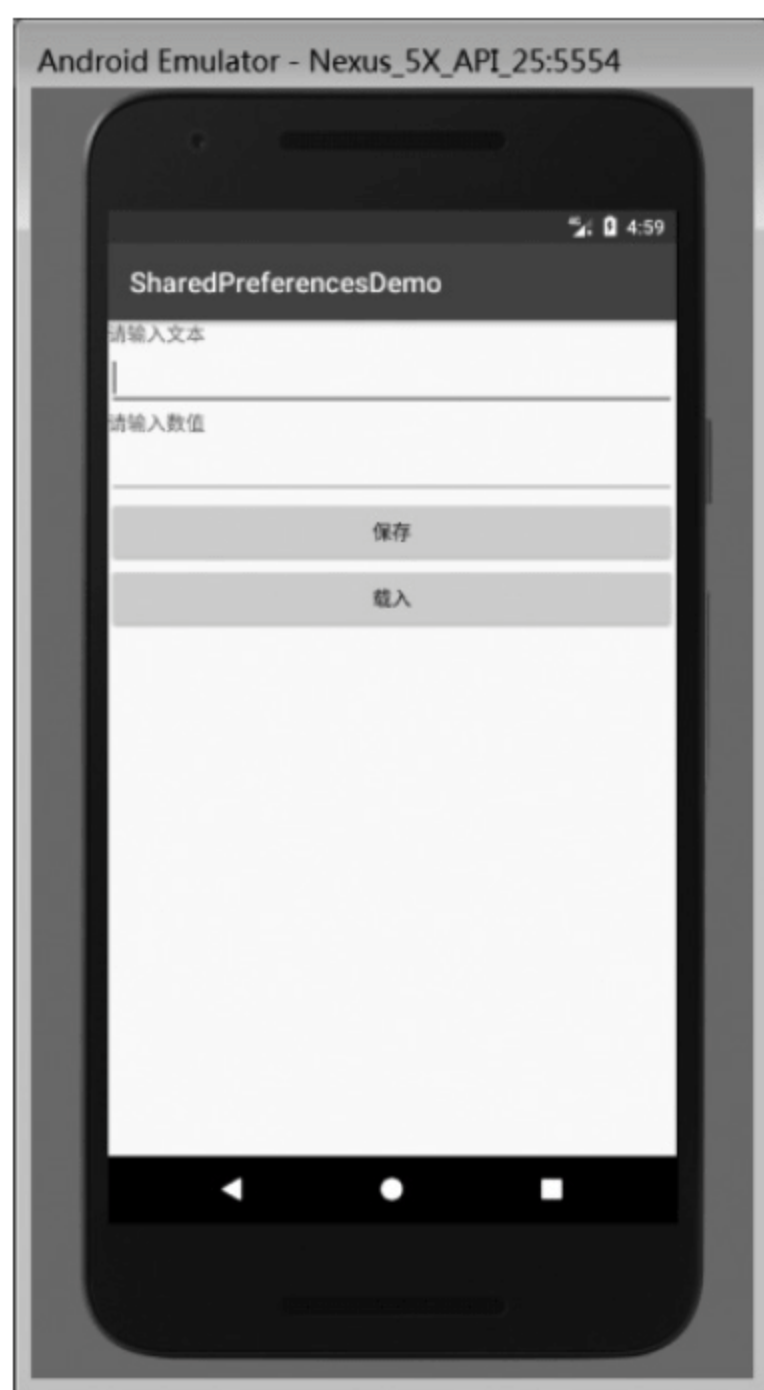 Android Emulator - Nexus_5X_API_25:5554
4G 4:59
SharedPreferencesDemo
请输入文本
请输入数值
保存
载入